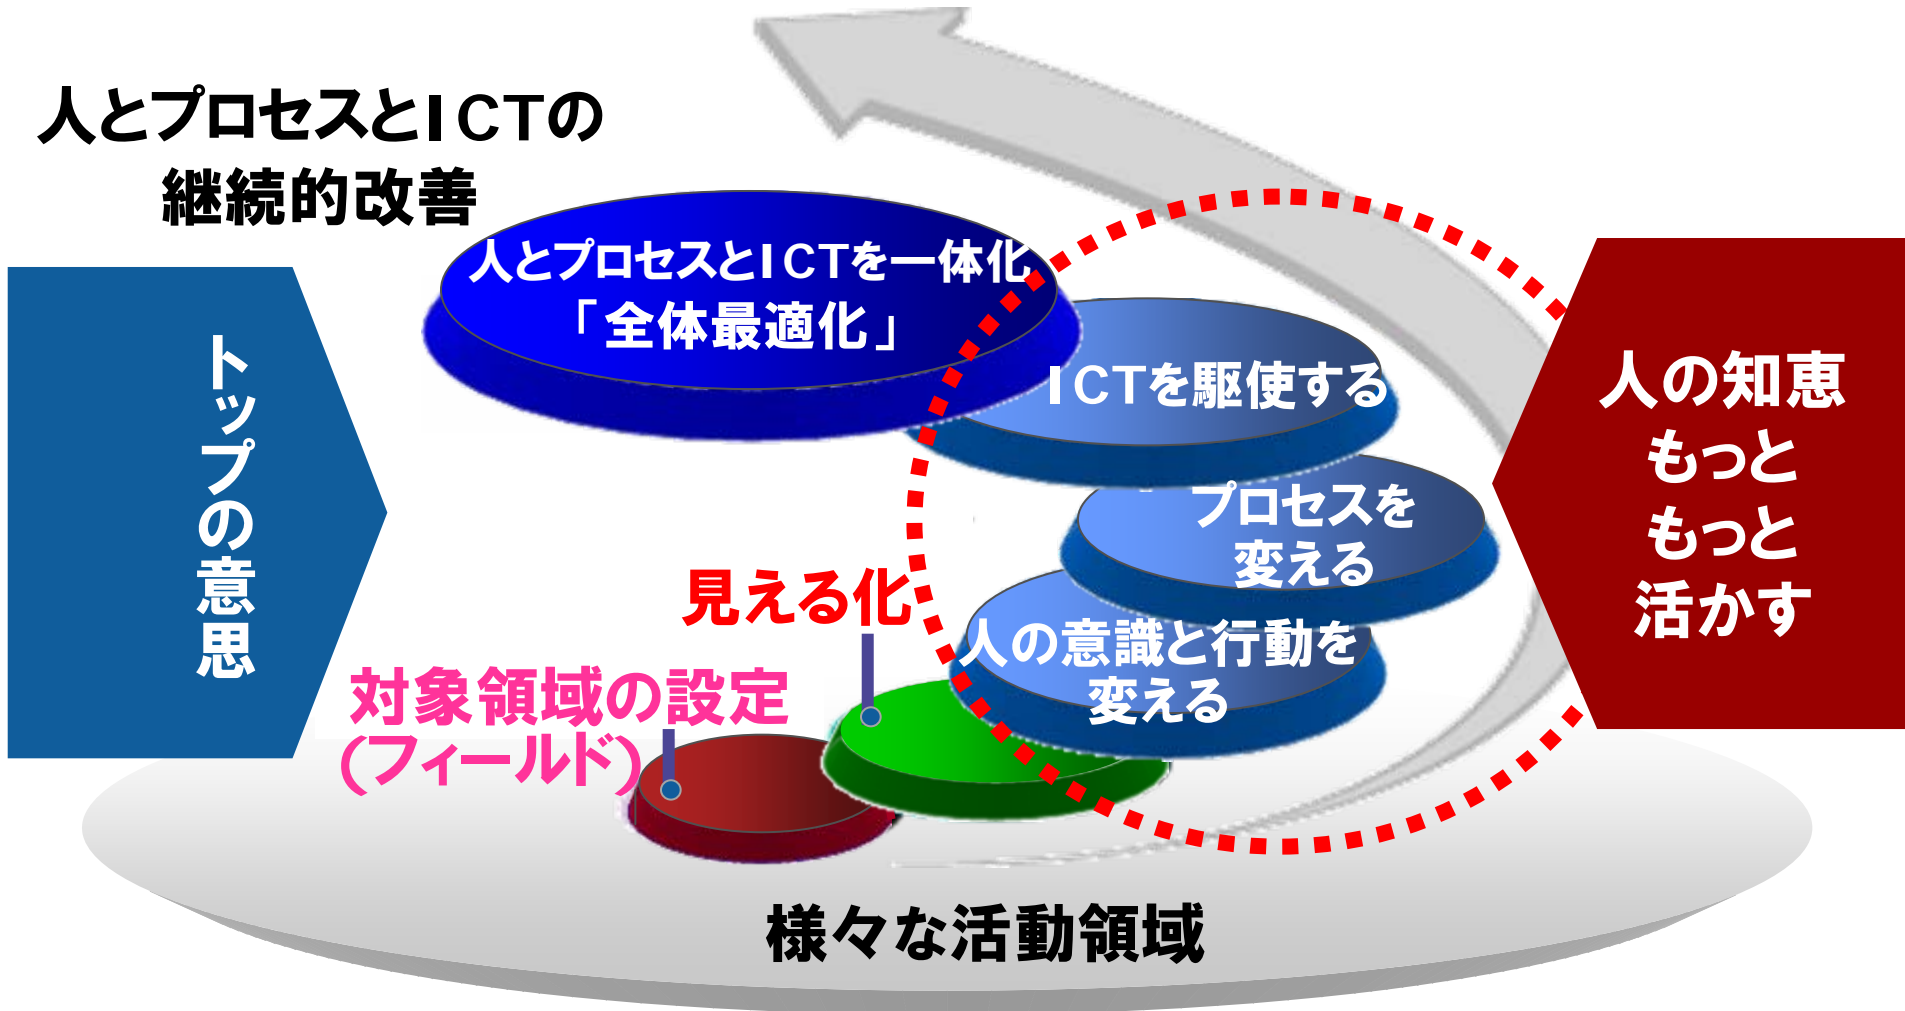 人とプロセスとICTの
継続的改善
人とプロセスとICTを一体化
「全体最適化」
ICTを駆使する
プロセスを
変える
人の意識と行動を
変える
見える化
対象領域の設定
(フィールド)
トップの意思
人の知恵
もっと
もっと
活かす
様々な活動領域